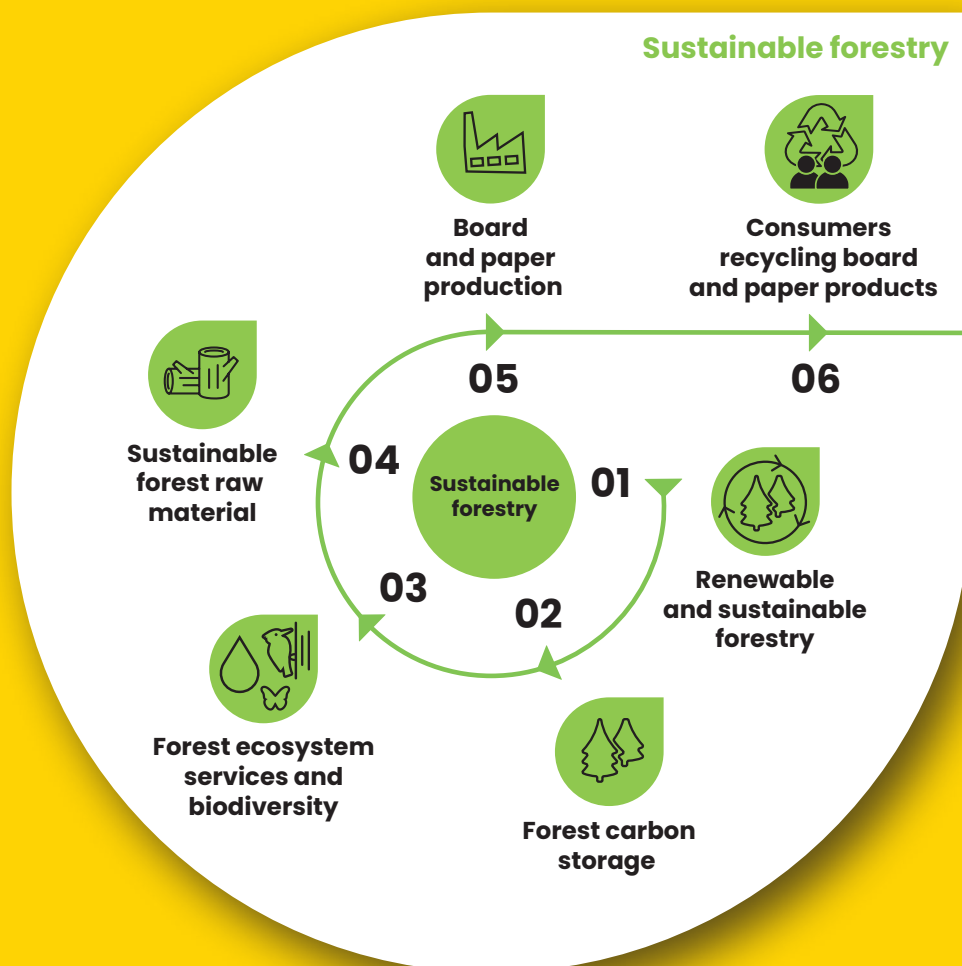 Sustainable forestry
Board
and paper
production
Consumers
recycling board
and paper products
05
06
Sustainable
forest raw
material
04
Sustainable
forestry
01
Renewable
and sustainable
forestry
03
02
Forest ecosystem
services and
biodiversity
Forest carbon
storage